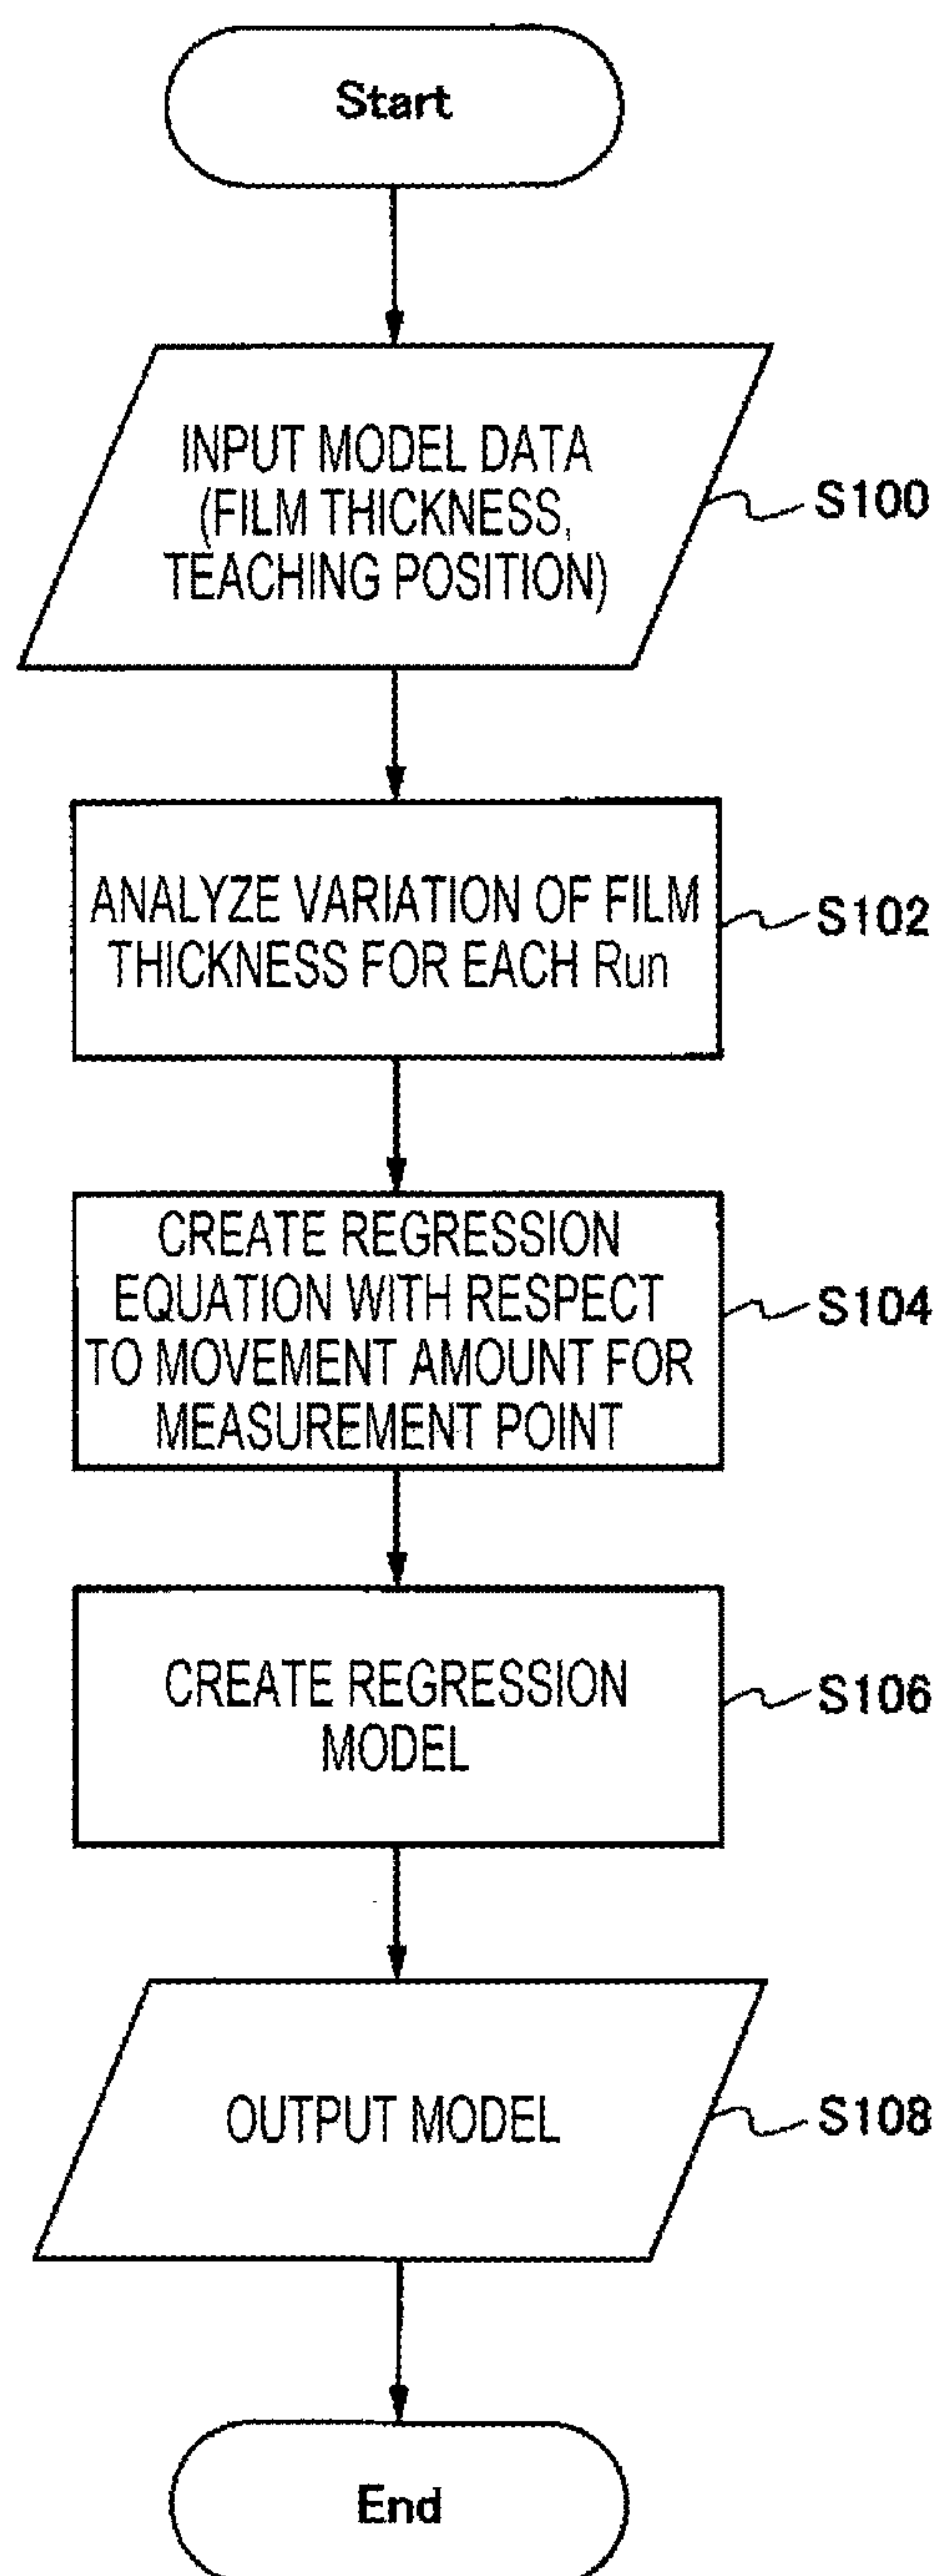 Start
INPUT MODEL DATA
(FILM THICKNESS,
TEACHING POSITION)
S100
ANALYZE VARIATION OF FILM
THICKNESS FOR EACH Run
S102
CREATE REGRESSION
EQUATION WITH RESPECT
TO MOVEMENT AMOUNT FOR
MEASUREMENT POINT
S104
CREATE REGRESSION
MODEL
S106
OUTPUT MODEL
S108
End